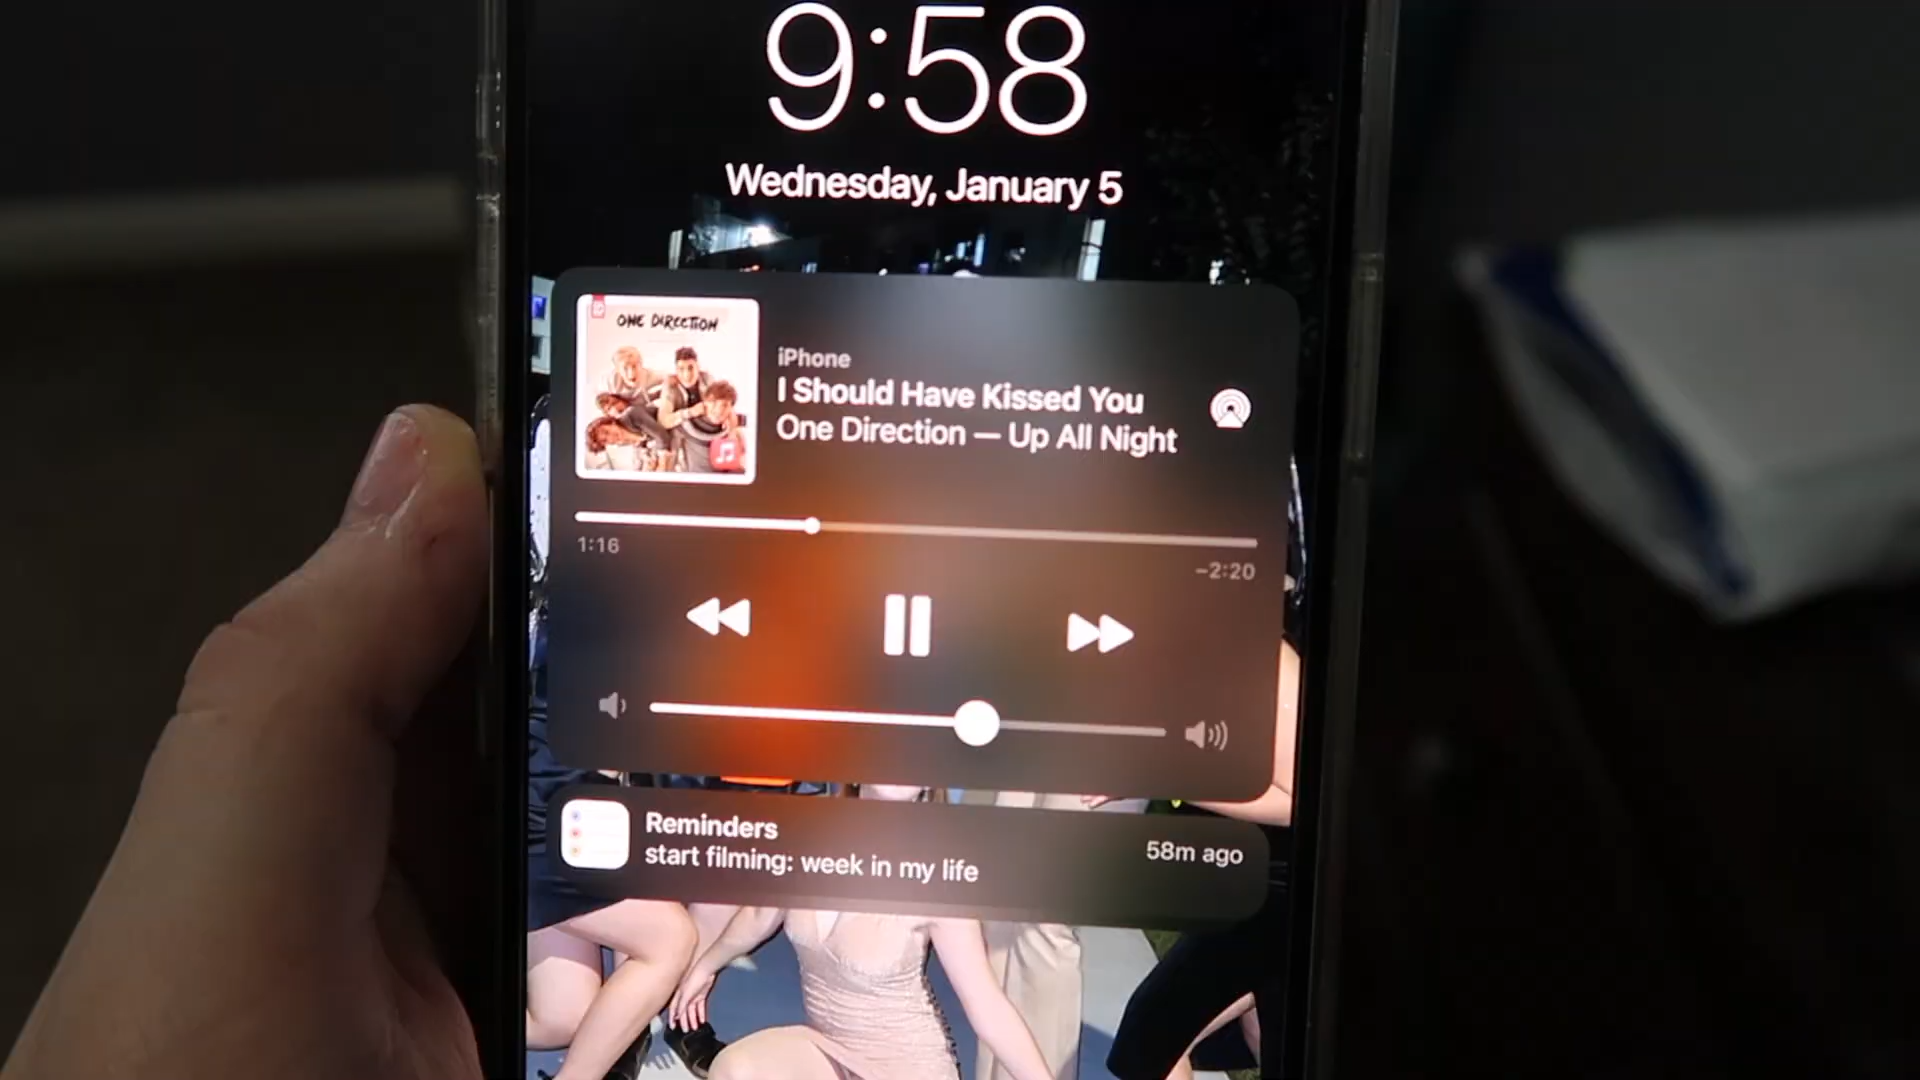 9:58
Wednesday, January 5
ONE DIRECTION
iPhone
I Should Have Kissed You
One Direction — Up All Night
1:16
-2:20
Reminders
58m ago
start filming: week in my life